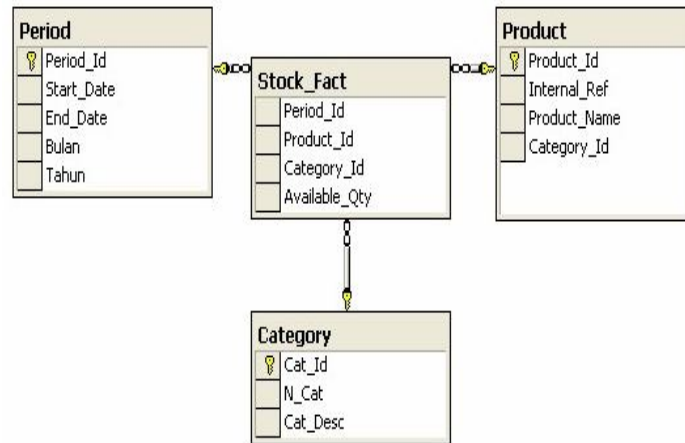 Period
Period_Id
Start_Date
End_Date
Bulan
Tahun
Stock_Fact
Period_Id
Product_Id
Category_Id
Available_Qty
Product
Product_Id
Internal_Ref
Product_Name
Category_Id
Category
Cat_Id
N_Cat
Cat_Desc